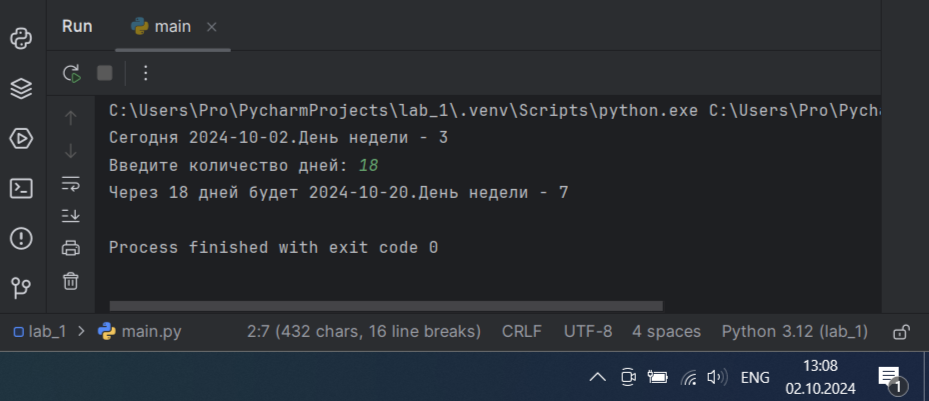 Run main
C:\Users\Pro\PycharmProjects\lab_1\.venv\Scripts\python.exe C:\Users\Pro\Pycha
Сегодня 2024-10-02.День недели - 3
Введите количество дней: 18
Через 18 дней будет 2024-10-20.День недели - 7
Process finished with exit code 0
lab_1 > main.py 2:7 (432 chars, 16 line breaks) CRLF UTF-8 4 spaces Python 3.12 (lab_1)
ENG 13:08
02.10.2024 1